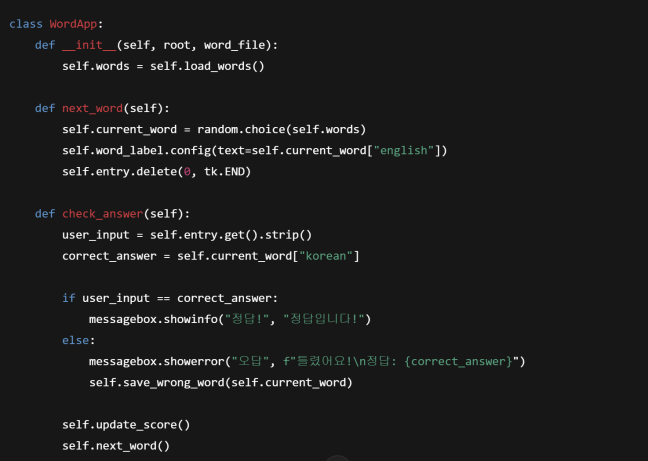 class WordApp:
def __init__(self, root, word_file):
self.words = self.load_words()
def next_word(self):
self.current_word = random.choice(self.words)
self.word_label.config(text=self.current_word["english"])
self.entry.delete(0, tk.END)
def check_answer(self):
user_input = self.entry.get().strip()
correct_answer = self.current_word["korean"]
if user_input == correct_answer:
messagebox.showinfo("정답!", "정답입니다!")
else:
messagebox.showerror("오답", f"틀렸어요!\n정답: {correct_answer}")
self.save_wrong_word(self.current_word)
self.update_score()
self.next_word()